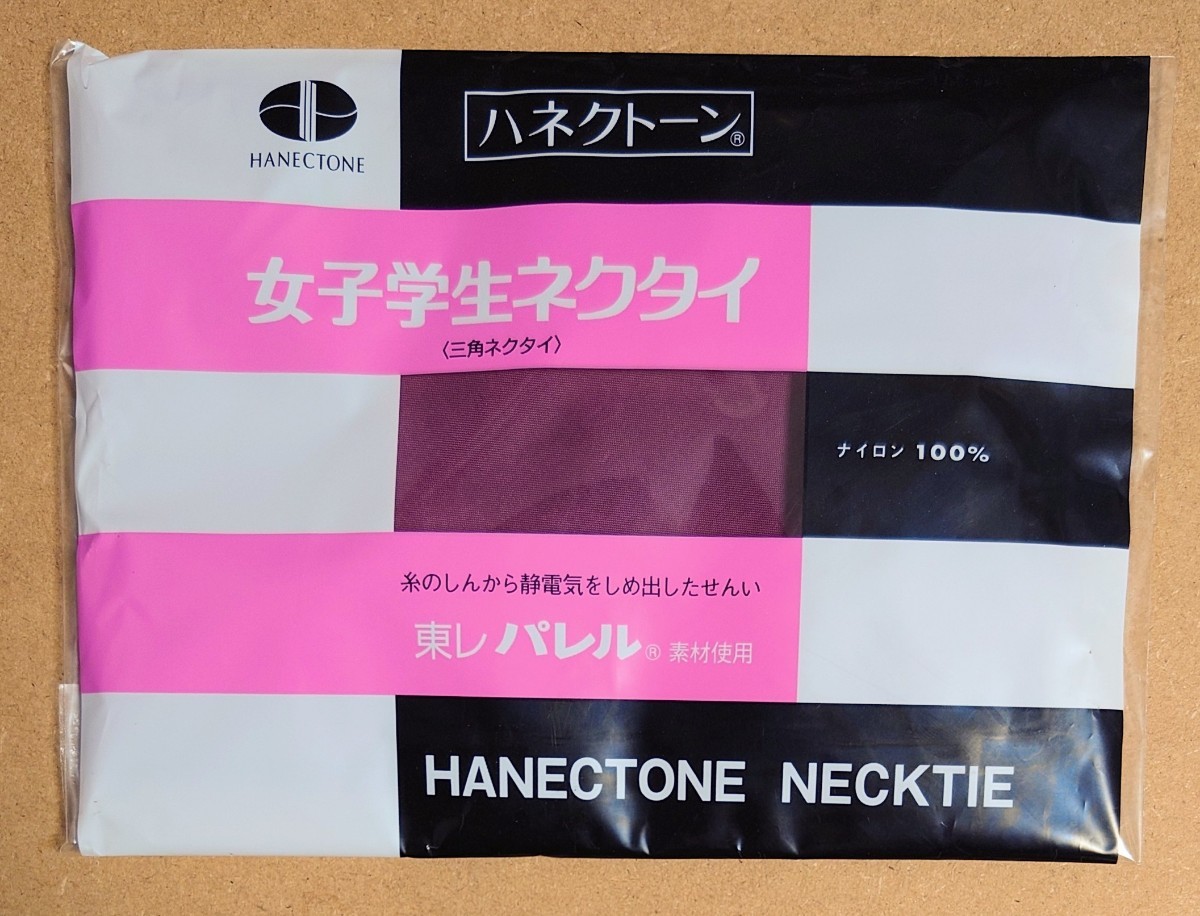 HANECTONE
ハネクトーン®
女子学生ネクタイ
〈三角ネクタイ〉
ナイロン 100%
糸のしんから静電気をしめ出したせんい
東レ パレル® 素材使用
HANECTONE NECKTIE